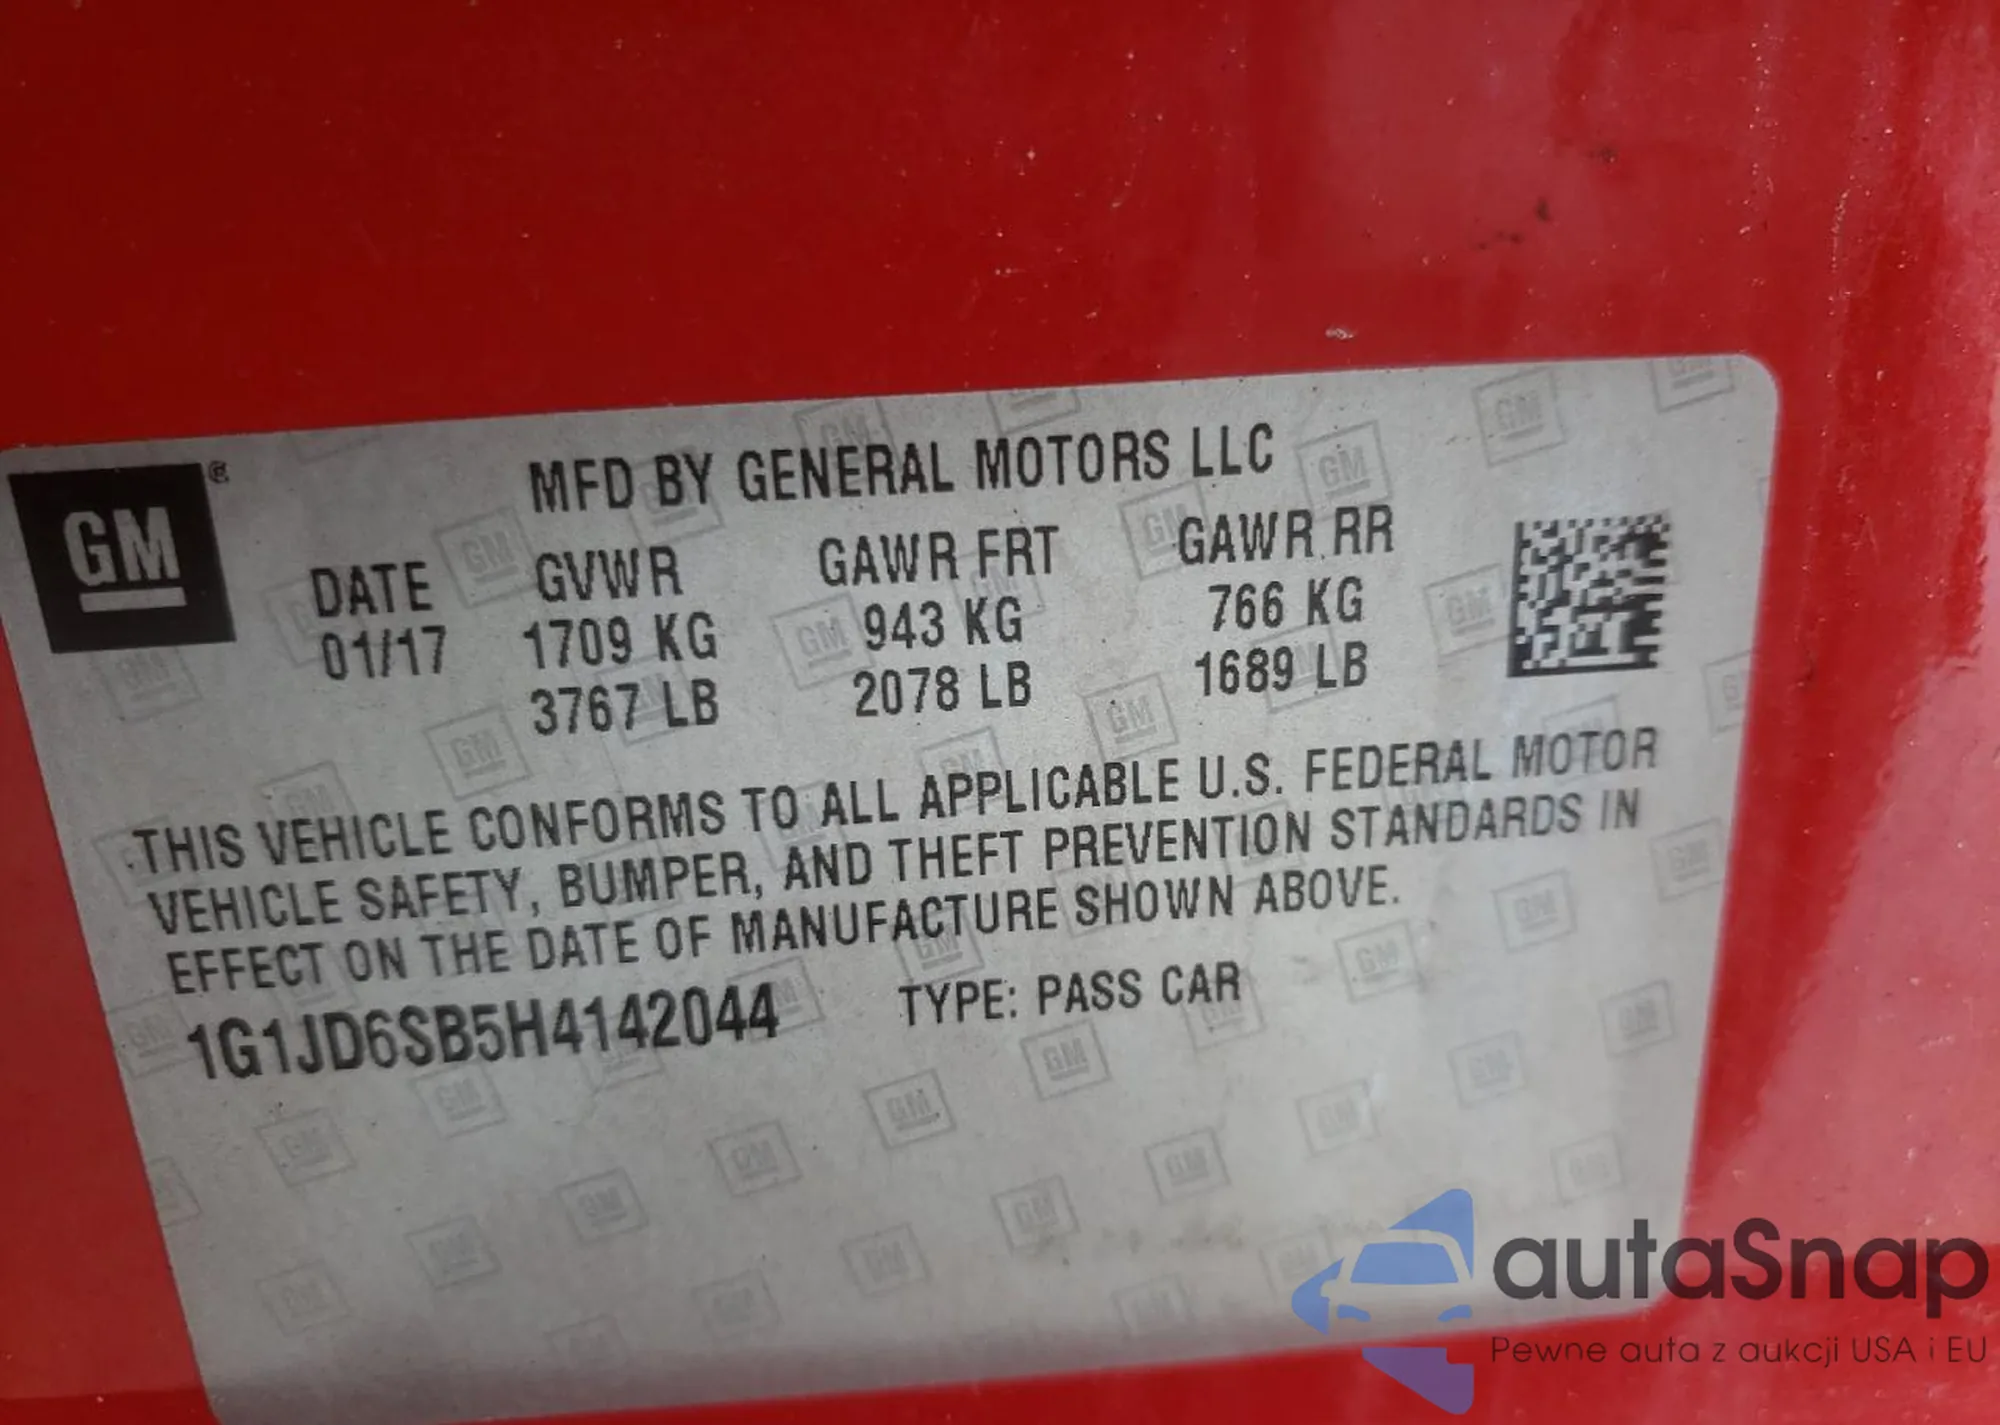 GM ®
MFD BY GENERAL MOTORS LLC
DATE GVWR GAWR FRT GAWR RR
01/17 1709 KG 943 KG 766 KG
3767 LB 2078 LB 1689 LB
THIS VEHICLE CONFORMS TO ALL APPLICABLE U.S. FEDERAL MOTOR
VEHICLE SAFETY, BUMPER, AND THEFT PREVENTION STANDARDS IN
EFFECT ON THE DATE OF MANUFACTURE SHOWN ABOVE.
1G1JD6SB5H4142044 TYPE: PASS CAR
autaSnap
Pewne auta z aukcji USA i EU